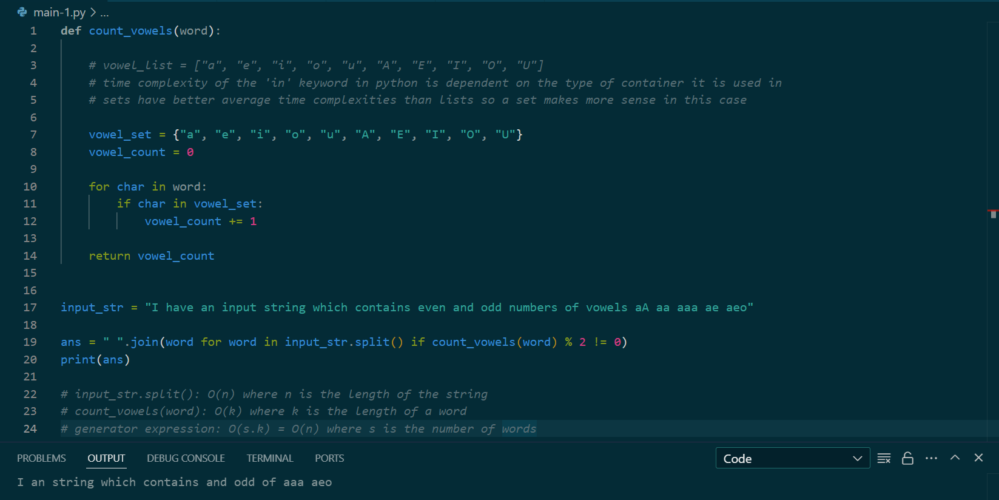 main-1.py > ...
1 def count_vowels(word):
2
3     # vowel_list = ["a", "e", "i", "o", "u", "A", "E", "I", "O", "U"]
4     # time complexity of the 'in' keyword in python is dependent on the type of container it is used in
5     # sets have better average time complexities than lists so a set makes more sense in this case
6
7     vowel_set = {"a", "e", "i", "o", "u", "A", "E", "I", "O", "U"}
8     vowel_count = 0
9
10     for char in word:
11         if char in vowel_set:
12             vowel_count += 1
13
14     return vowel_count
15
16
17 input_str = "I have an input string which contains even and odd numbers of vowels aA aa aaa ae aeo"
18
19 ans = " ".join(word for word in input_str.split() if count_vowels(word) % 2 != 0)
20 print(ans)
21
22 # input_str.split(): O(n) where n is the length of the string
23 # count_vowels(word): O(k) where k is the length of a word
24 # generator expression: O(s.k) = O(n) where s is the number of words
PROBLEMS OUTPUT DEBUG CONSOLE TERMINAL PORTS Code ...
I an string which contains and odd of aaa aeo